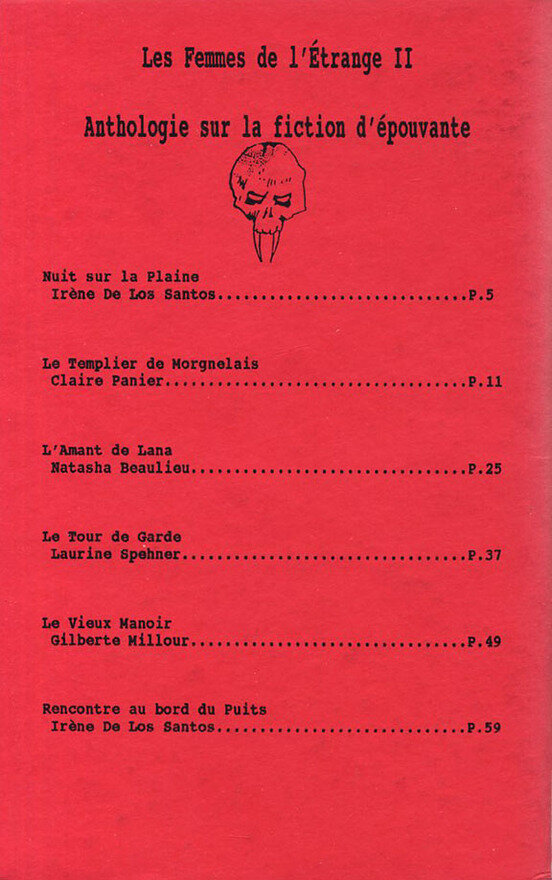 Les Femmes de l'Étrange II
Anthologie sur la fiction d'épouvante
Nuit sur la Plaine
Irène De Los Santos.............................P.5
Le Templier de Morgnelais
Claire Panier...................................P.11
L'Amant de Lana
Natasha Beaulieu................................P.25
Le Tour de Garde
Laurine Spehner.................................P.37
Le Vieux Manoir
Gilberte Millour................................P.49
Rencontre au bord du Puits
Irène De Los Santos.............................P.59